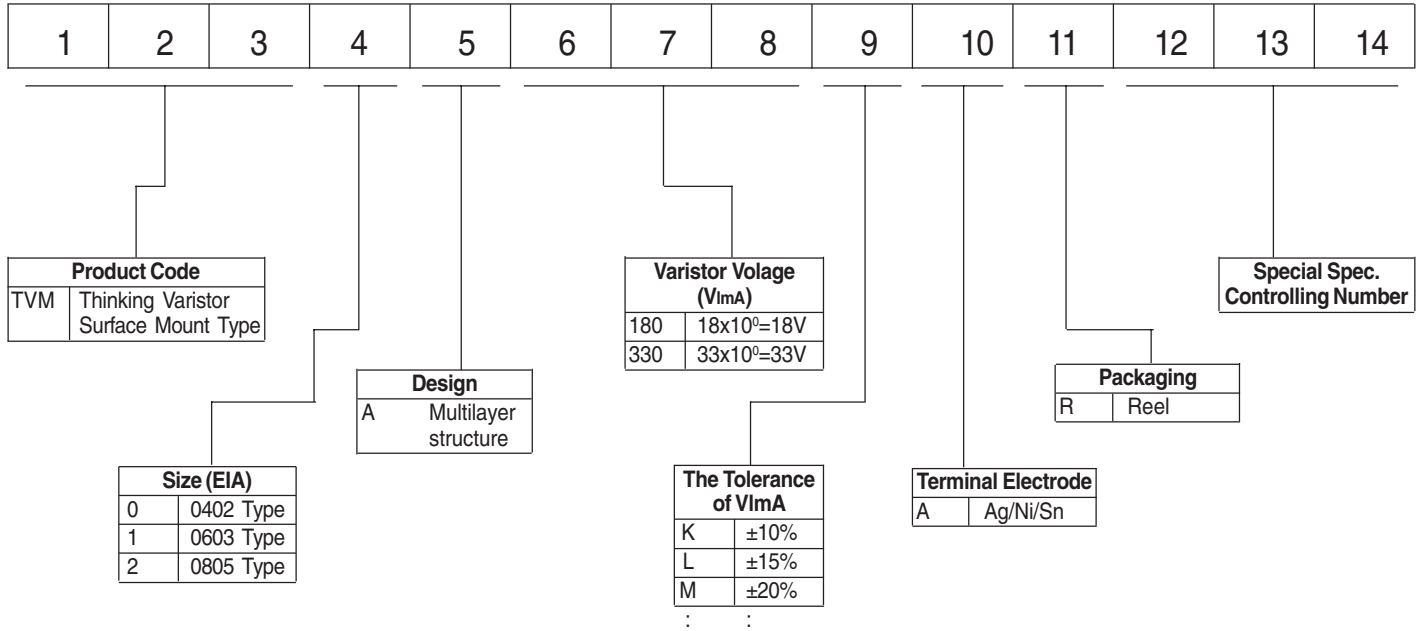 1 2 3 4 5 6 7 8 9 10 11 12 13 14
Product Code
TVM Thinking Varistor
Surface Mount Type
Varistor Volage
(VImA)
180 18x10⁰=18V
330 33x10⁰=33V
Special Spec.
Controlling Number
Design
A Multilayer
structure
Packaging
R Reel
Size (EIA)
0 0402 Type
1 0603 Type
2 0805 Type
The Tolerance
of VImA
K ±10%
L ±15%
M ±20%
: :
Terminal Electrode
A Ag/Ni/Sn